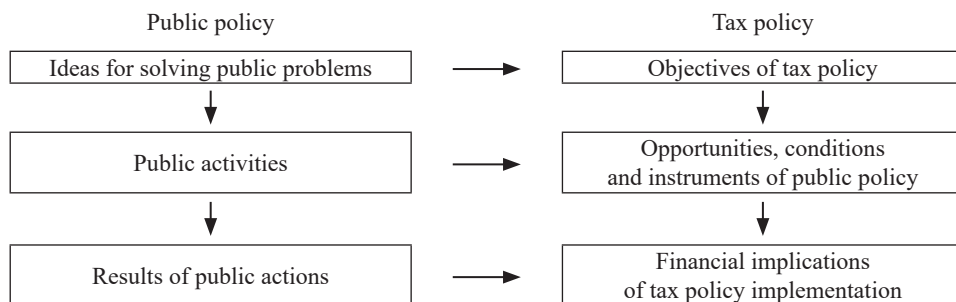 Public policy
Tax policy
Ideas for solving public problems
Objectives of tax policy
Public activities
Opportunities, conditions
and instruments of public policy
Results of public actions
Financial implications
of tax policy implementation